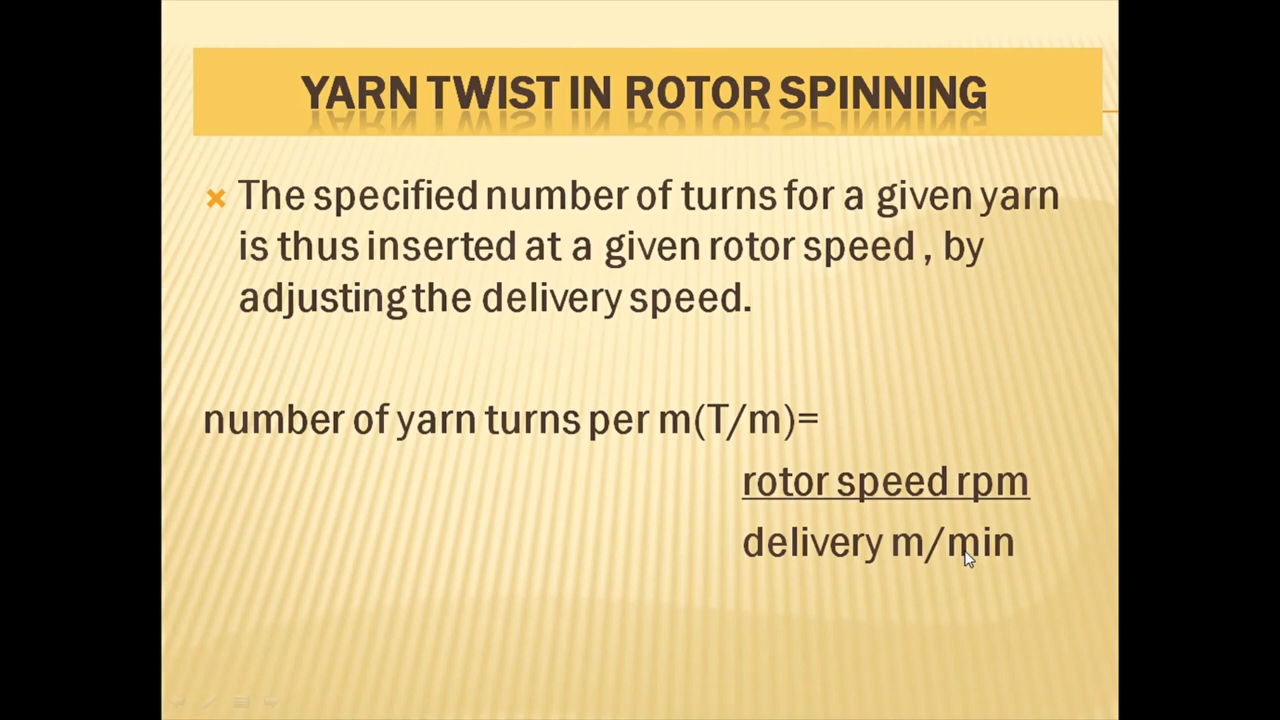 YARN TWIST IN ROTOR SPINNING
The specified number of turns for a given yarn
is thus inserted at a given rotor speed , by
adjusting the delivery speed.
number of yarn turns per m(T/m)=
rotor speed rpm
delivery m/min